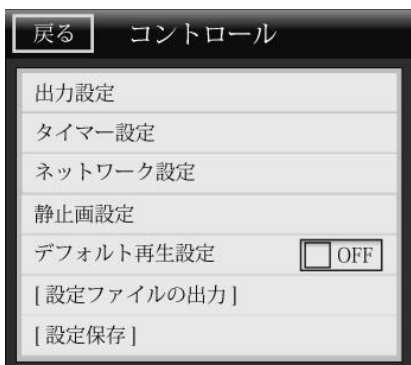 戻る コントロール
出力設定
タイマー設定
ネットワーク設定
静止画設定
デフォルト再生設定 OFF
[設定ファイルの出力]
[設定保存]